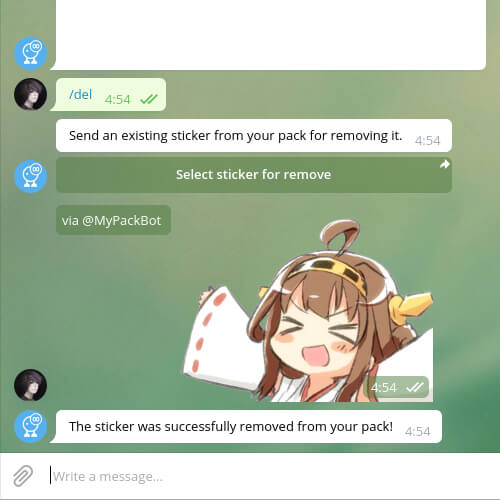 /del 4:54
Send an existing sticker from your pack for removing it. 4:54
Select sticker for remove
via @MyPackBot
4:54
The sticker was successfully removed from your pack! 4:54
Write a message...